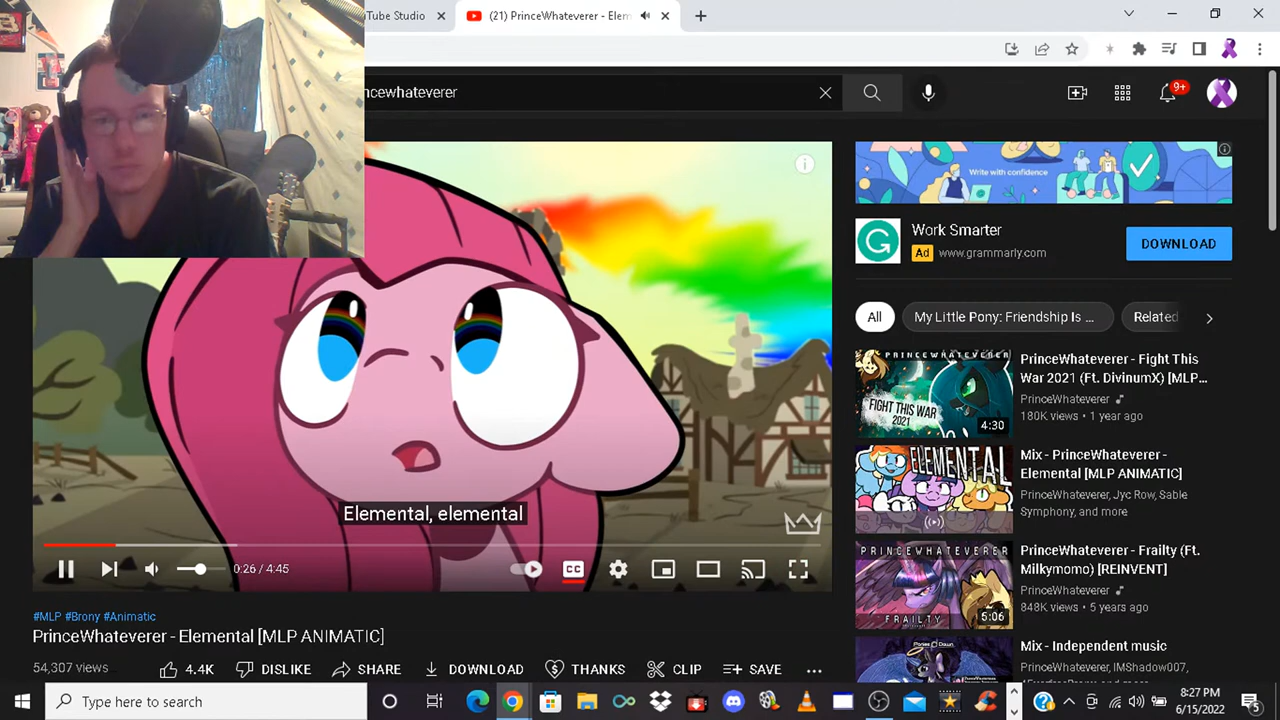 Tube Studio
(21) PrinceWhateverer - Elem
ncewhateverer
9+
Write with confidence
Work Smarter
Ad www.grammarly.com
DOWNLOAD
All
My Little Pony: Friendship Is ...
Related
Elemental, elemental
0:26 / 4:45
CC
#MLP #Brony #Animatic
PrinceWhateverer - Elemental [MLP ANIMATIC]
54,307 views
4.4K
DISLIKE
SHARE
DOWNLOAD
THANKS
CLIP
SAVE
PRINCEWHATEVERER
FIGHT THIS
WAR
2021
4:30
PrinceWhateverer - Fight This
War 2021 (Ft. DivinumX) [MLP...
PrinceWhateverer
180K views • 1 year ago
ELEMENTAL
Mix - PrinceWhateverer -
Elemental [MLP ANIMATIC]
PrinceWhateverer, Jyc Row, Sable
Symphony, and more
PRINCEWHATEVERER
FRAILTY
5:06
PrinceWhateverer - Frailty (Ft.
Milkymomo) [REINVENT]
PrinceWhateverer
848K views • 5 years ago
Mix - Independent music
PrinceWhateverer, IMShadow007,
Type here to search
8:27 PM
6/15/2022
5